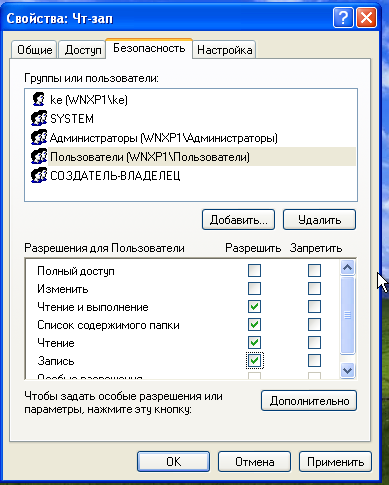 Свойства: Чт-зап
Общие Доступ Безопасность Настройка
Группы или пользователи:
ke (WNXP1\ke)
SYSTEM
Администраторы (WNXP1\Администраторы)
Пользователи (WNXP1\Пользователи)
СОЗДАТЕЛЬ-ВЛАДЕЛЕЦ
Добавить... Удалить
Разрешения для Пользователи Разрешить Запретить
Полный доступ
Изменить
Чтение и выполнение
Список содержимого папки
Чтение
Запись
Особые разрешения
Чтобы задать особые разрешения или
параметры, нажмите эту кнопку:
Дополнительно
OK Отмена Применить